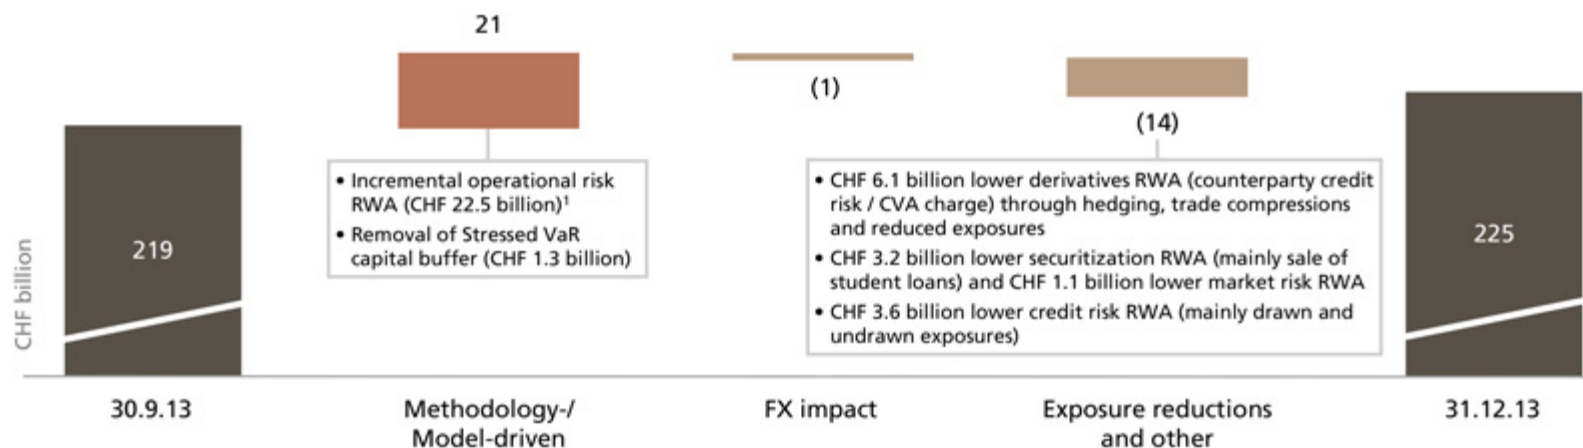 21
(1)
(14)
• Incremental operational risk
RWA (CHF 22.5 billion)¹
• Removal of Stressed VaR
capital buffer (CHF 1.3 billion)
• CHF 6.1 billion lower derivatives RWA (counterparty credit
risk / CVA charge) through hedging, trade compressions
and reduced exposures
• CHF 3.2 billion lower securitization RWA (mainly sale of
student loans) and CHF 1.1 billion lower market risk RWA
• CHF 3.6 billion lower credit risk RWA (mainly drawn and
undrawn exposures)
CHF billion
219
225
30.9.13
Methodology-/
Model-driven
FX impact
Exposure reductions
and other
31.12.13